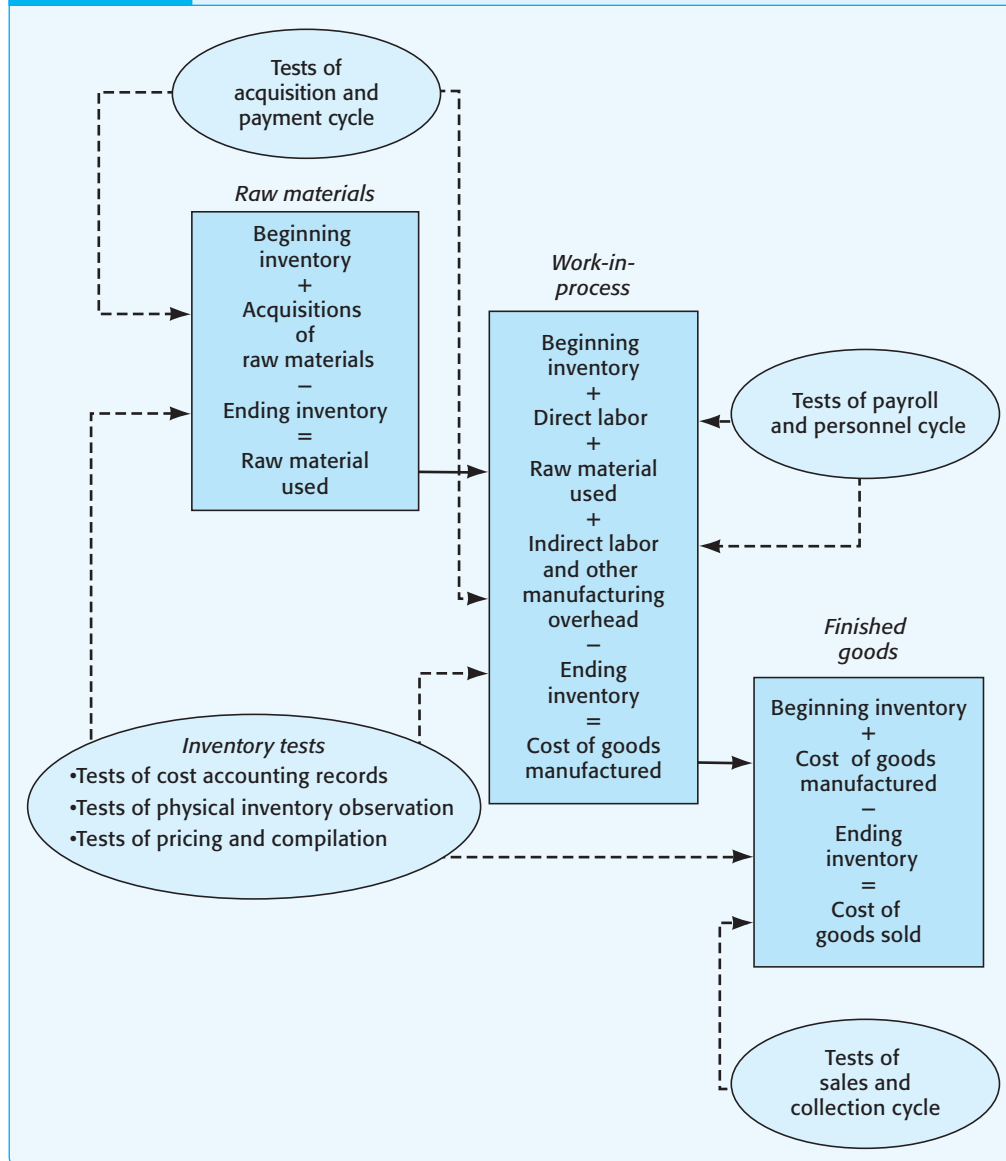 Tests of
acquisition and
payment cycle
Raw materials
Beginning
inventory
+
Acquisitions
of
raw materials
–
Ending inventory
=
Raw material
used
Work-in-
process
Beginning
inventory
+
Direct labor
+
Raw material
used
+
Indirect labor
and other
manufacturing
overhead
–
Ending
inventory
=
Cost of goods
manufactured
Tests of payroll
and personnel cycle
Inventory tests
•Tests of cost accounting records
•Tests of physical inventory observation
•Tests of pricing and compilation
Finished
goods
Beginning inventory
+
Cost of goods
manufactured
–
Ending
inventory
=
Cost of
goods sold
Tests of
sales and
collection cycle